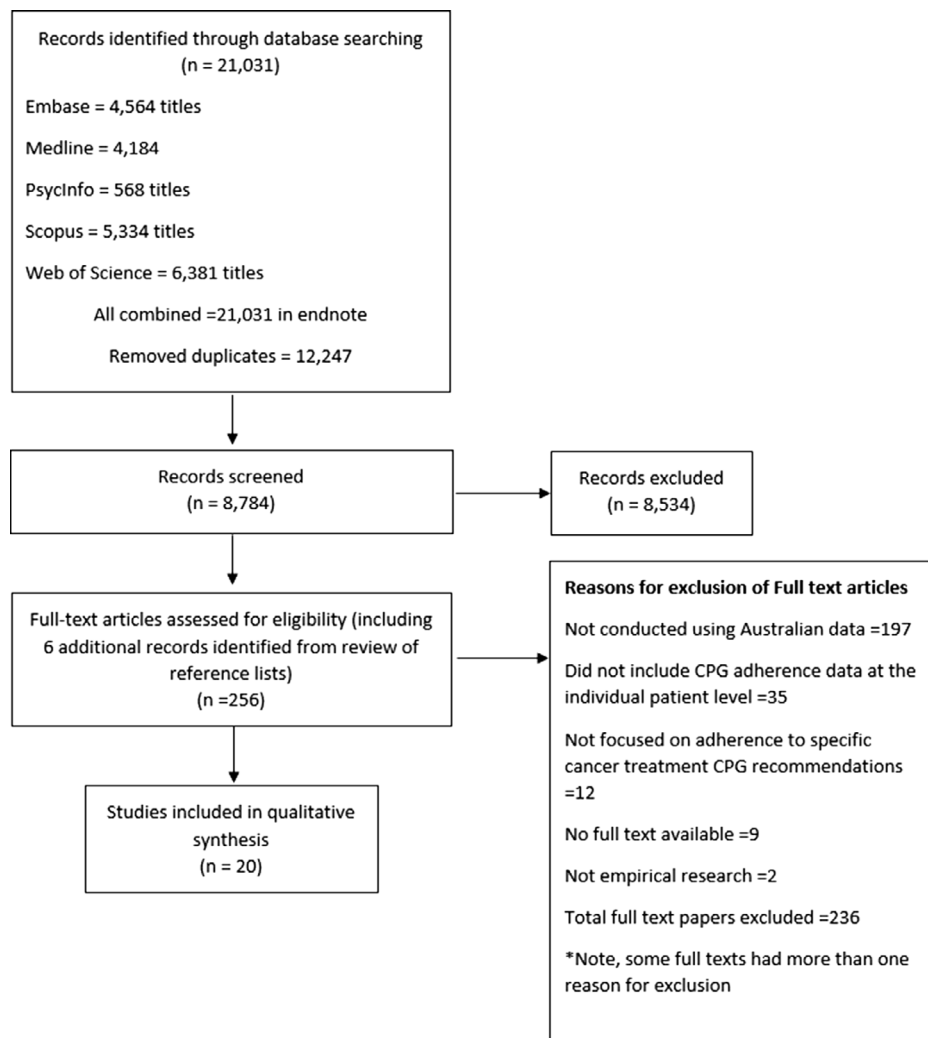 Records identified through database searching
(n = 21,031)
Embase = 4,564 titles
Medline = 4,184
PsycInfo = 568 titles
Scopus = 5,334 titles
Web of Science = 6,381 titles
All combined =21,031 in endnote
Removed duplicates = 12,247
Records screened
(n = 8,784)
Records excluded
(n = 8,534)
Full-text articles assessed for eligibility (including
6 additional records identified from review of
reference lists)
(n =256)
Reasons for exclusion of Full text articles
Not conducted using Australian data =197
Did not include CPG adherence data at the
individual patient level =35
Not focused on adherence to specific
cancer treatment CPG recommendations
=12
No full text available =9
Not empirical research =2
Total full text papers excluded =236
*Note, some full texts had more than one
reason for exclusion
Studies included in qualitative
synthesis
(n = 20)